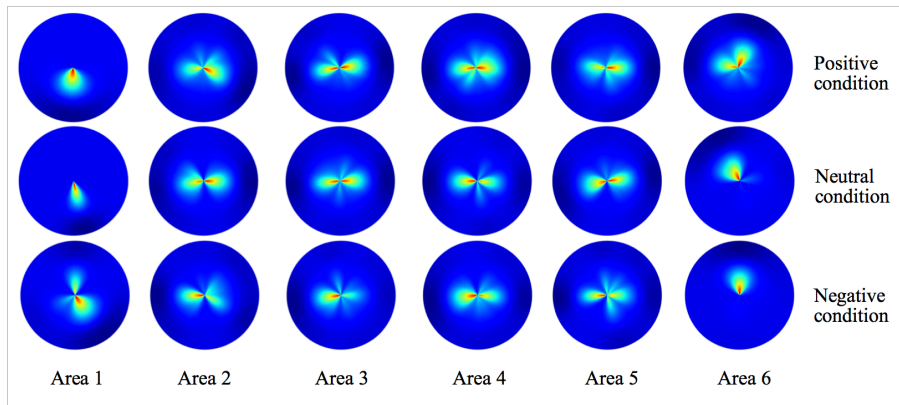 Positive
condition
Neutral
condition
Negative
condition
Area 1 Area 2 Area 3 Area 4 Area 5 Area 6